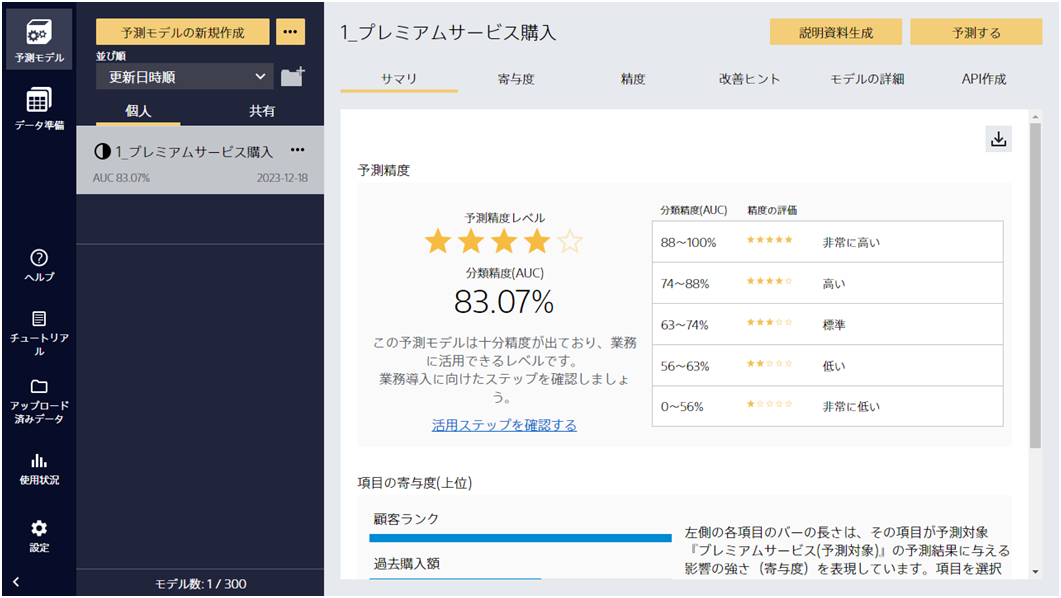 予測モデル
データ準備
ヘルプ
チュートリア
ル
アップロード
済みデータ
使用状況
設定
予測モデルの新規作成
並び順
更新日時順
個人
共有
1_プレミアムサービス購入
AUC 83.07%
2023-12-18
モデル数: 1 / 300
1_プレミアムサービス購入
説明資料生成
予測する
サマリ
寄与度
精度
改善ヒント
モデルの詳細
API作成
予測精度
予測精度レベル
分類精度(AUC)
83.07%
この予測モデルは十分精度が出ており、業務
に活用できるレベルです。
業務導入に向けたステップを確認しましょ
う。
活用ステップを確認する
分類精度(AUC) 精度の評価
88～100% ★★★★★ 非常に高い
74～88% ★★★★☆ 高い
63～74% ★★★☆☆ 標準
56～63% ★★☆☆☆ 低い
0～56% ★☆☆☆☆ 非常に低い
項目の寄与度(上位)
顧客ランク
過去購入額
左側の各項目のバーの長さは、その項目が予測対象
『プレミアムサービス(予測対象)』の予測結果に与える
影響の強さ（寄与度）を表現しています。項目を選択